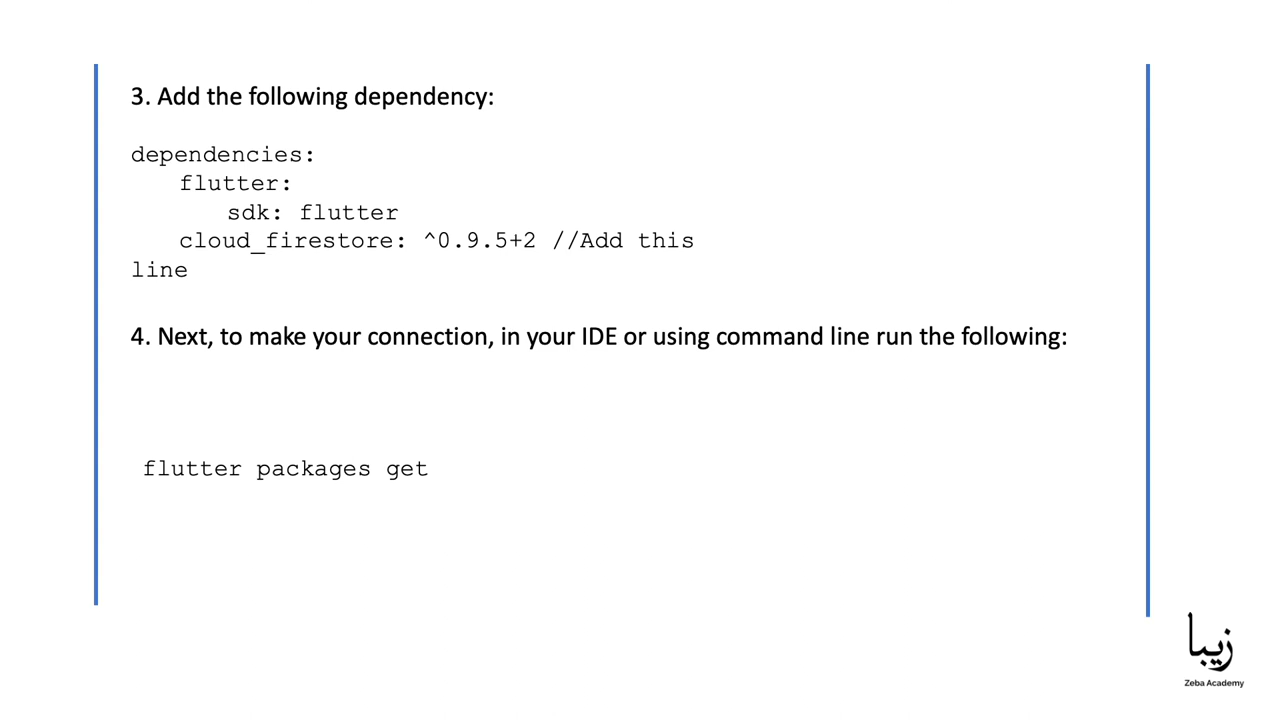 3. Add the following dependency:
dependencies:
flutter:
sdk: flutter
cloud_firestore: ^0.9.5+2 //Add this
line
4. Next, to make your connection, in your IDE or using command line run the following:
flutter packages get
زيبا
Zeba Academy